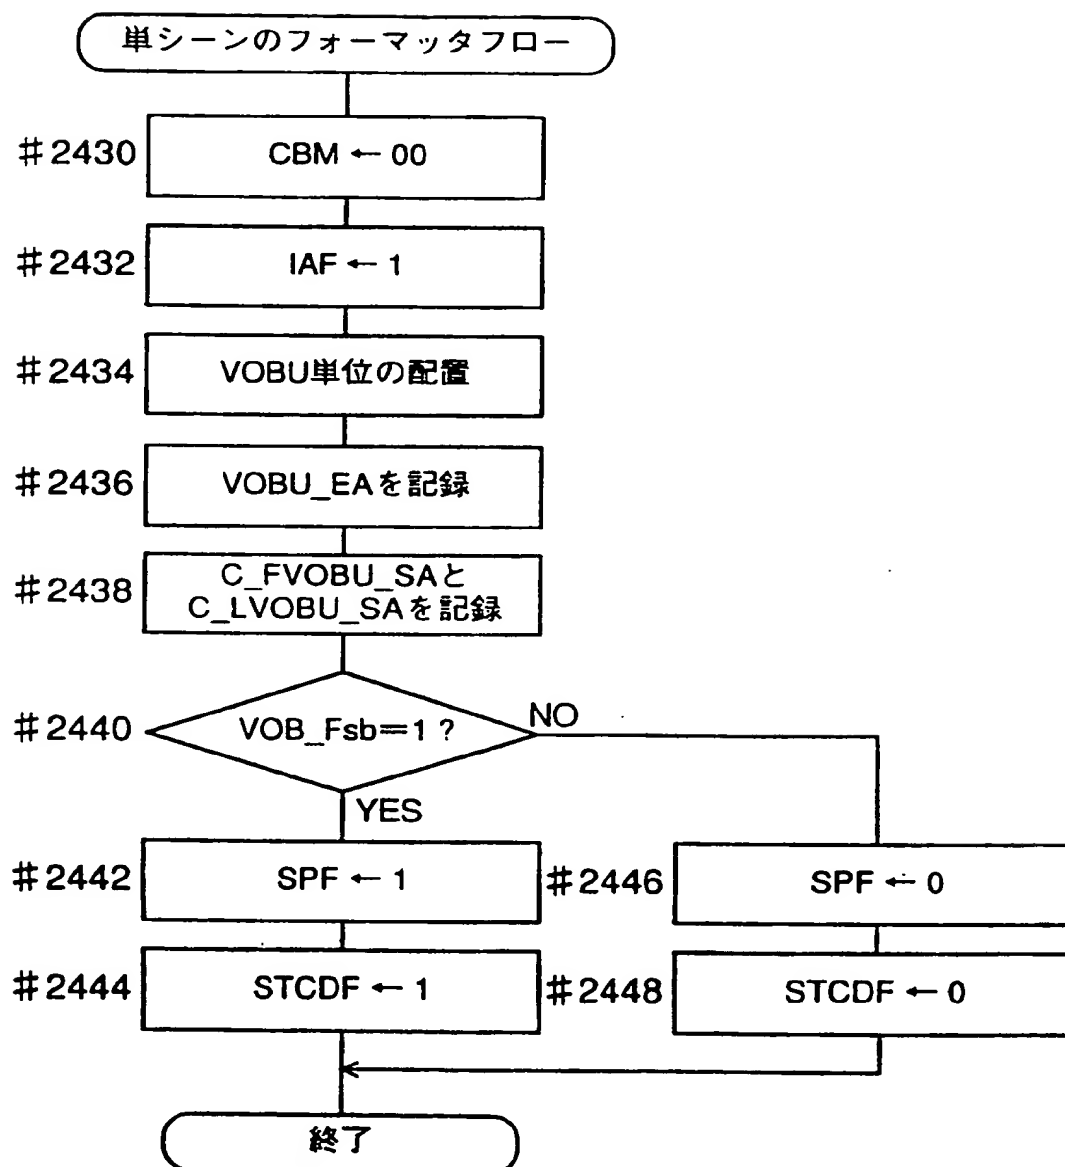 単シーンのフォーマッタフロー
#2430
CBM ← 00
#2432
IAF ← 1
#2434
VOBU単位の配置
#2436
VOBU_EAを記録
#2438
C_FVOBU_SAと
C_LVOBU_SAを記録
#2440
VOB_Fsb=1?
NO
YES
#2442
SPF ← 1
#2446
SPF ← 0
#2444
STCDF ← 1
#2448
STCDF ← 0
終了